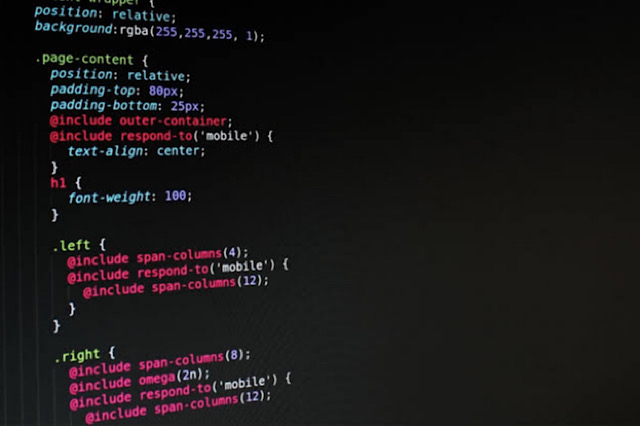 position: relative;
background:rgba(255,255,255, 1);
.page-content {
position: relative;
padding-top: 80px;
padding-bottom: 25px;
@include outer-container;
@include respond-to('mobile') {
text-align: center;
}
h1 {
font-weight: 100;
}
.left {
@include span-columns(4);
@include respond-to('mobile') {
@include span-columns(12);
}
}
.right {
@include span-columns(8);
@include omega(2n);
@include respond-to('mobile') {
@include span-columns(12);